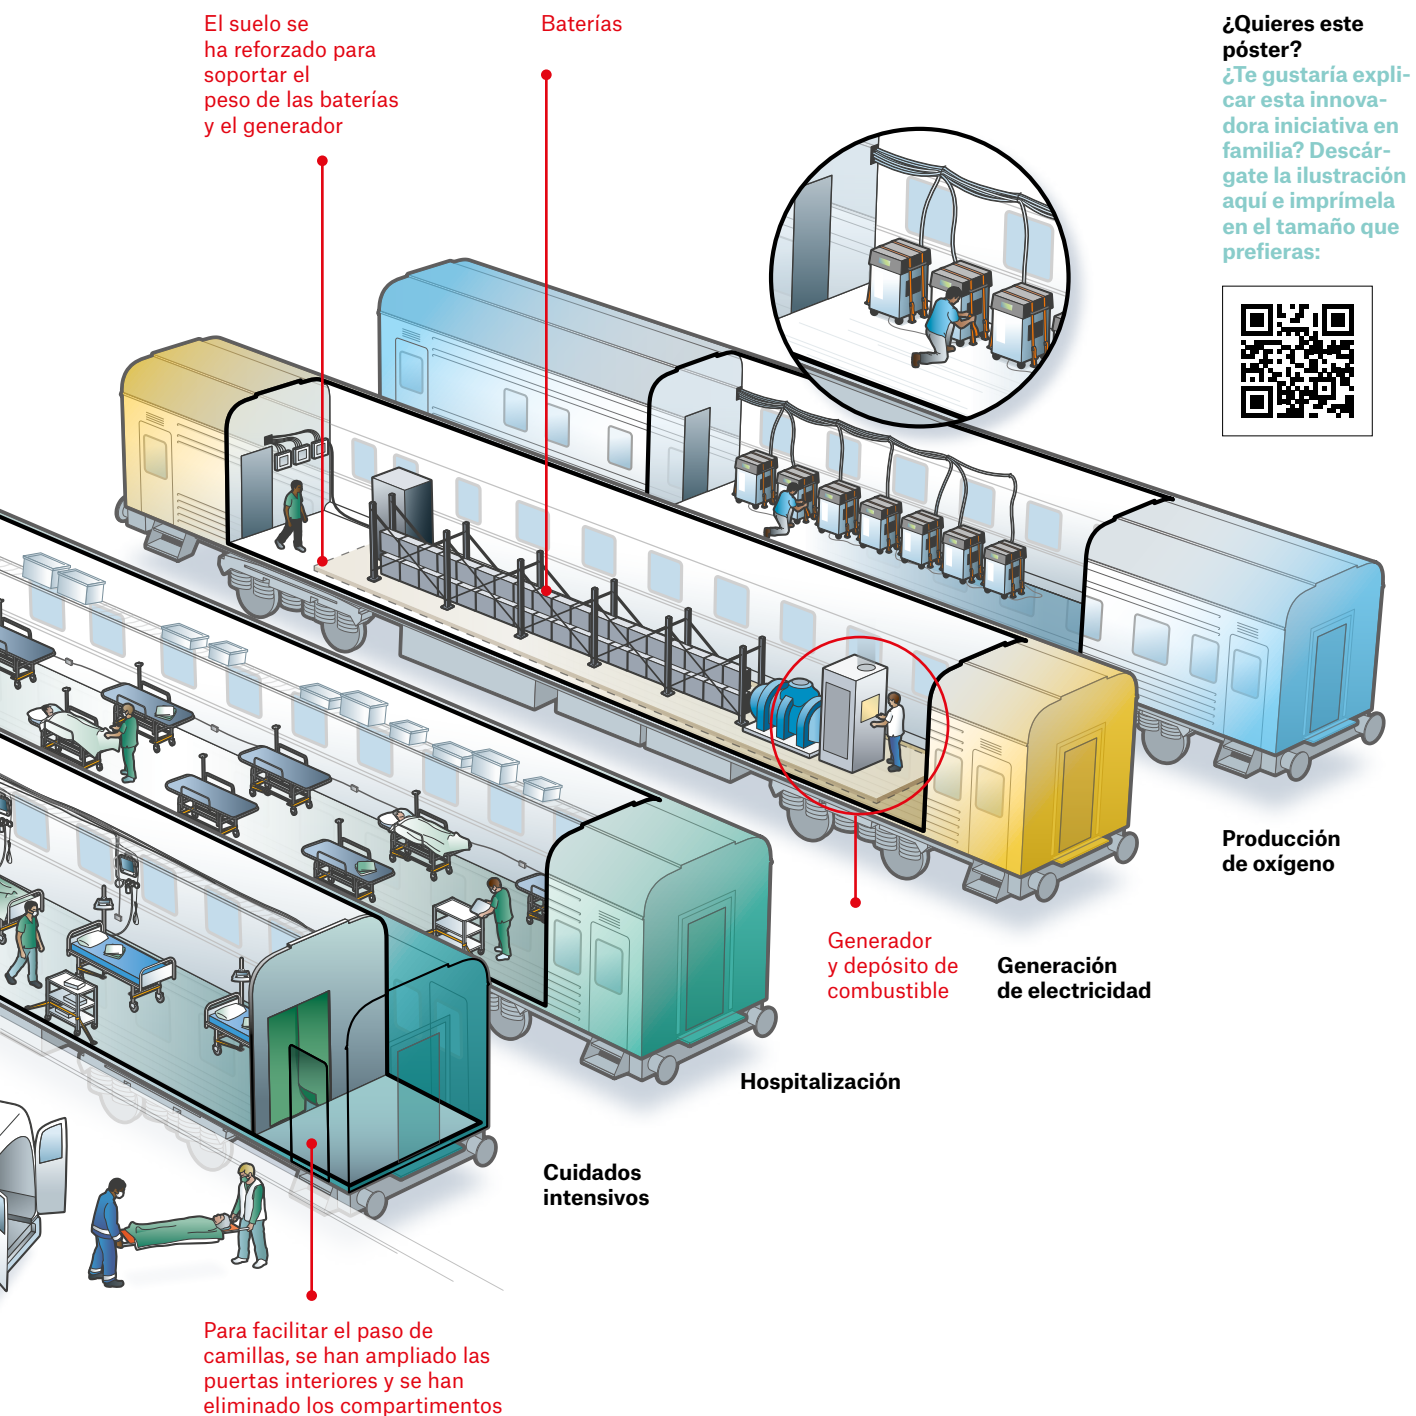 El suelo se
ha reforzado para
soportar el
peso de las baterías
y el generador
Baterías
¿Quieres este
póster?
¿Te gustaría expli-
car esta innova-
dora iniciativa en
familia? Descár-
gate la ilustración
aquí e imprímela
en el tamaño que
prefieras:
Producción
de oxígeno
Generador
y depósito de
combustible
Generación
de electricidad
Hospitalización
Cuidados
intensivos
Para facilitar el paso de
camillas, se han ampliado las
puertas interiores y se han
eliminado los compartimentos